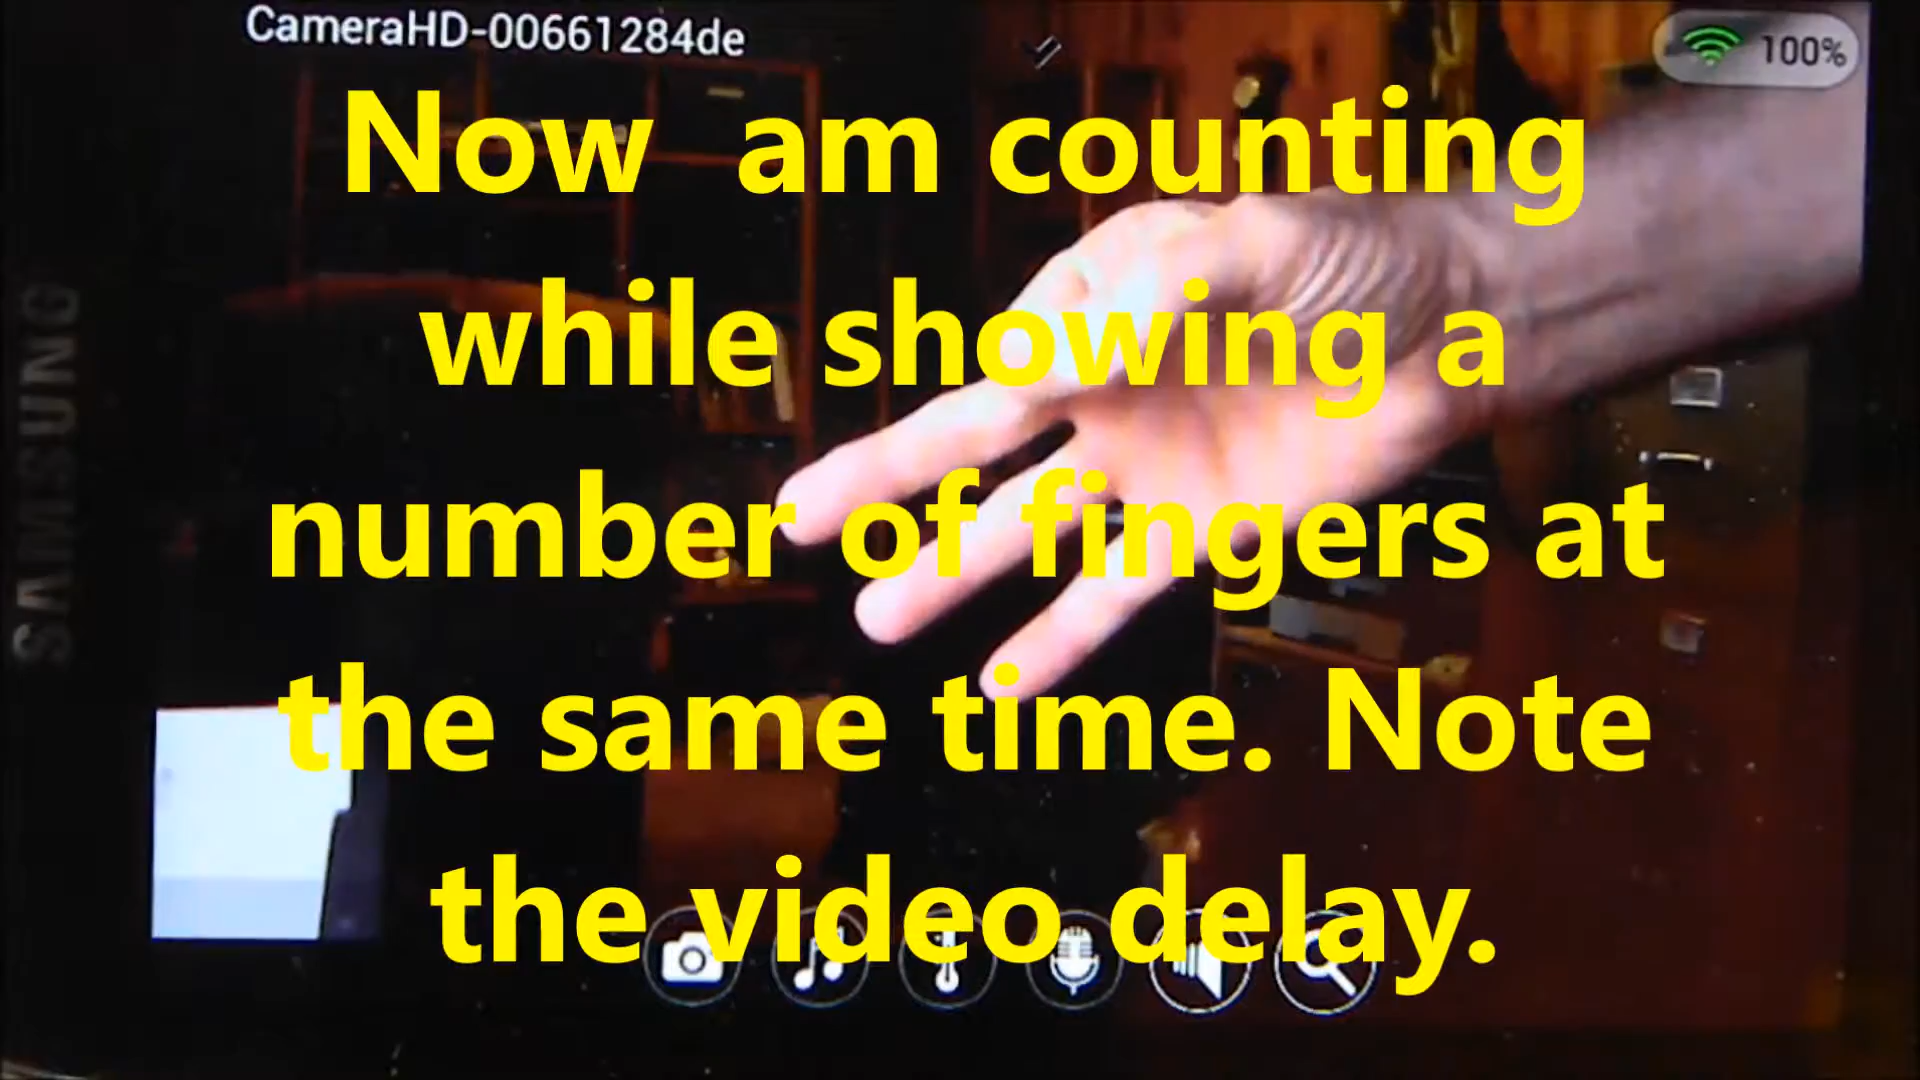 CameraHD-00661284de
100%
Now  am counting
while showing a
number of fingers at
the same time. Note
the video delay.
SAMSUNG